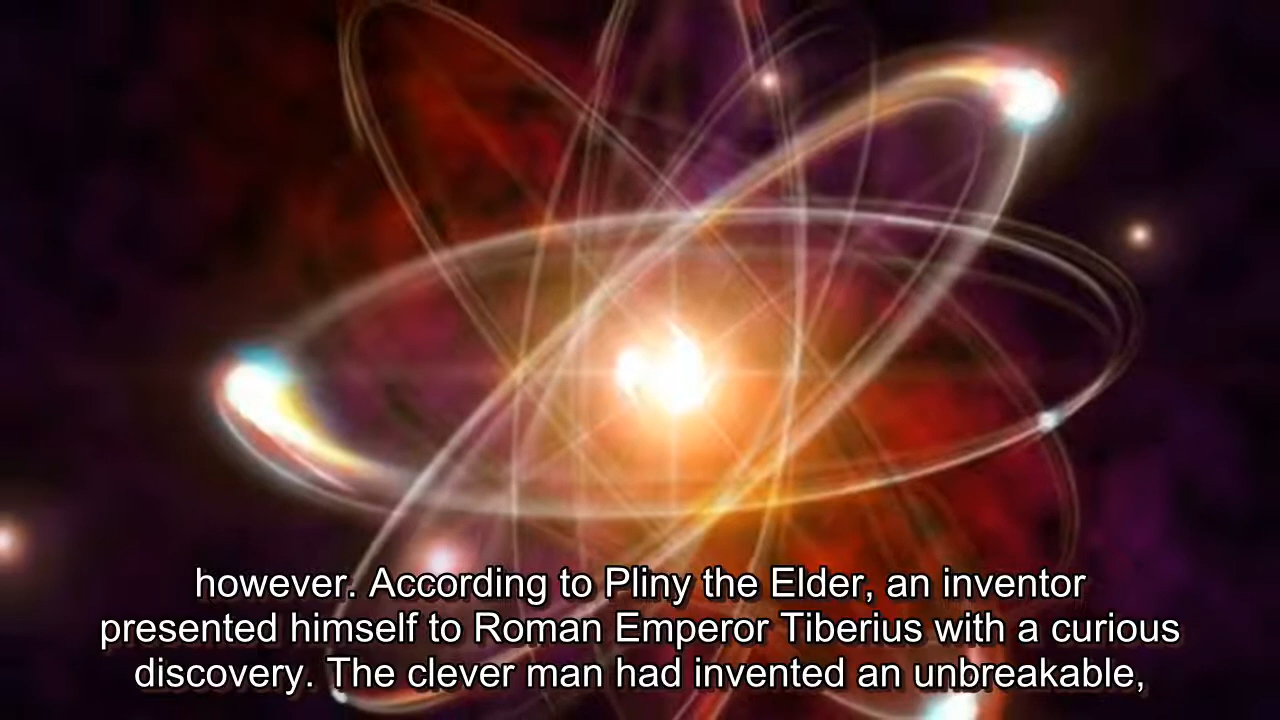 however. According to Pliny the Elder, an inventor
presented himself to Roman Emperor Tiberius with a curious
discovery. The clever man had invented an unbreakable,